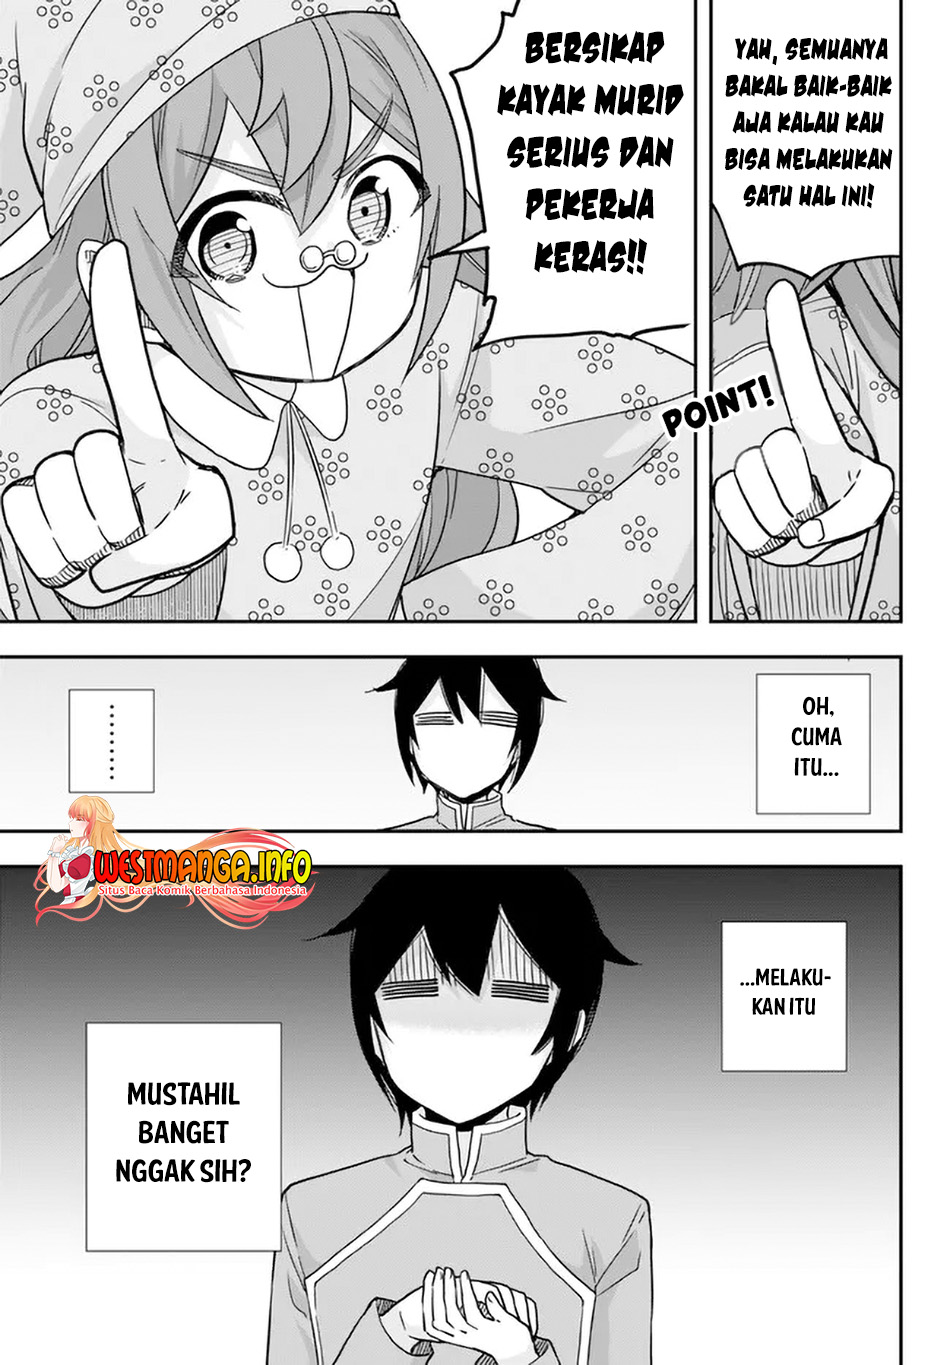 YAH, SEMUANYA
BAKAL BAIK-BAIK
AJA KALAU KAU
BISA MELAKUKAN
SATU HAL INI!
POINT!
BERSIKAP
KAYAK MURID
SERIUS DAN
PEKERJA
KERAS!!
OH,
CUMA
ITU...
.........
WESTMANGA.INFO
Situs Baca Komik Berbahasa Indonesia
...MELAKU-
KAN ITU
MUSTAHIL
BANGET
NGGAK SIH?